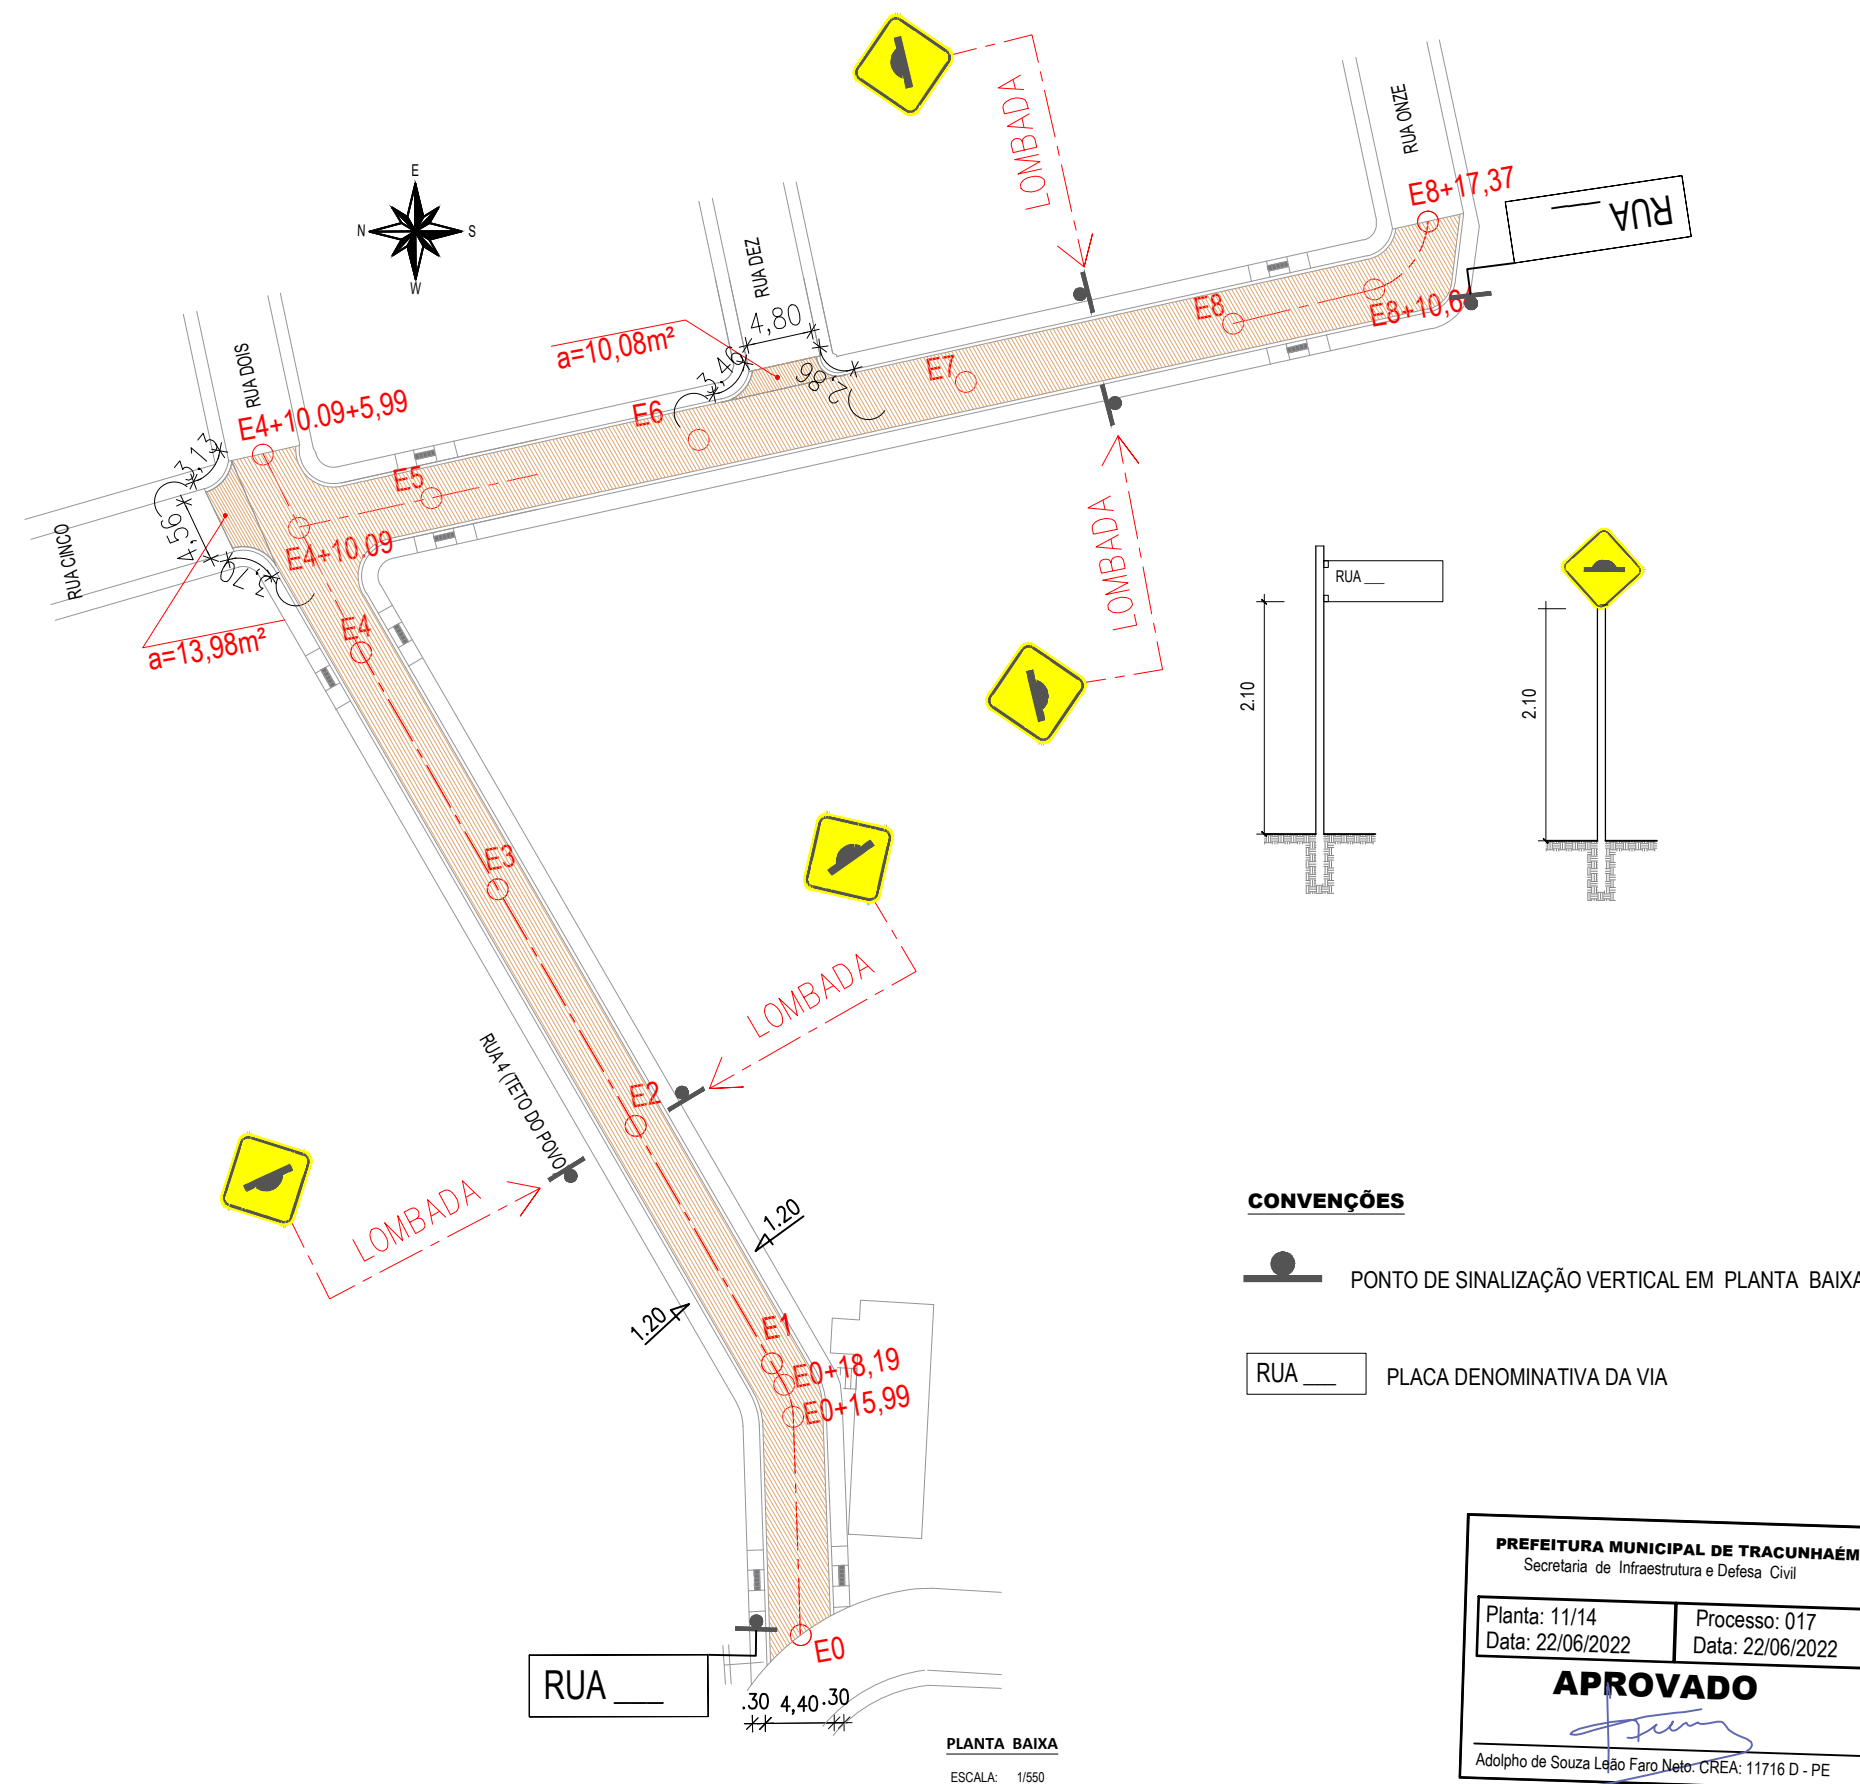 LOMBADA
RUA ONZE
E8+17,37
RUA ___
E
N
S
W
RUA DEZ
4,80
a=10,08m²
3,46
2,86
E8
E8+10,61
E7
E6
RUA DOIS
E4+10.09+5,99
3,13
E5
4,56
E4+10,09
3,70
RUA CINCO
a=13,98m²
E4
LOMBADA
RUA ___
2.10
2.10
E3
LOMBADA
RUA 4 (TETO DO POVO)
E2
LOMBADA
1.20
1.20
E1
E0+18,19
E0+15,99
E0
RUA ___
.30
4,40
.30
PLANTA BAIXA
ESCALA: 1/550
CONVENÇÕES
PONTO DE SINALIZAÇÃO VERTICAL EM PLANTA BAIXA
RUA ___
PLACA DENOMINATIVA DA VIA
PREFEITURA MUNICIPAL DE TRACUNHAÉM
Secretaria de Infraestrutura e Defesa Civil
Planta: 11/14
Data: 22/06/2022
Processo: 017
Data: 22/06/2022
APROVADO
Adolpho de Souza Leão Faro Neto. CREA: 11716 D - PE